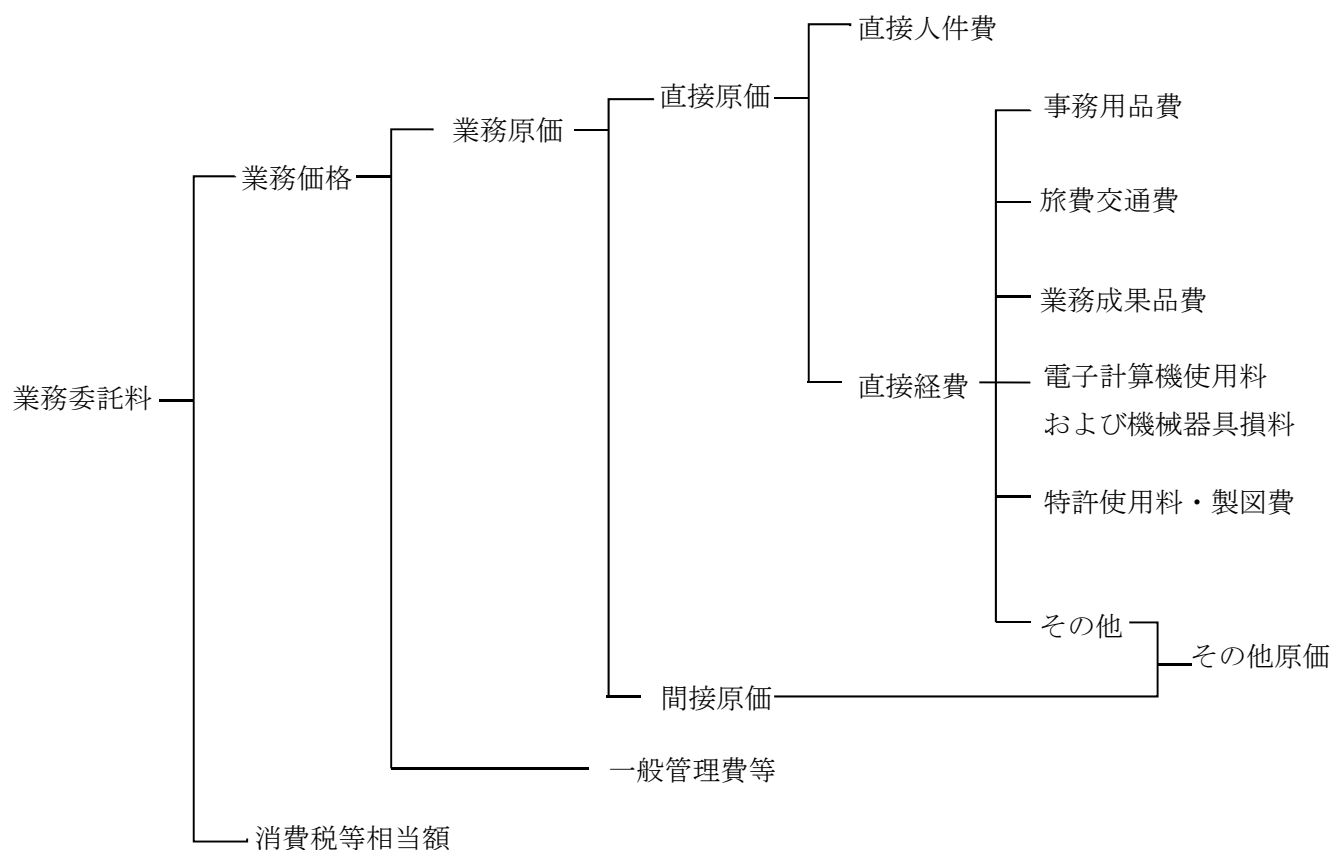 直接人件費
直接原価
事務用品費
業務原価
業務価格
旅費交通費
業務成果品費
業務委託料
直接経費
電子計算機使用料
および機械器具損料
特許使用料・製図費
その他
その他原価
間接原価
一般管理費等
消費税等相当額